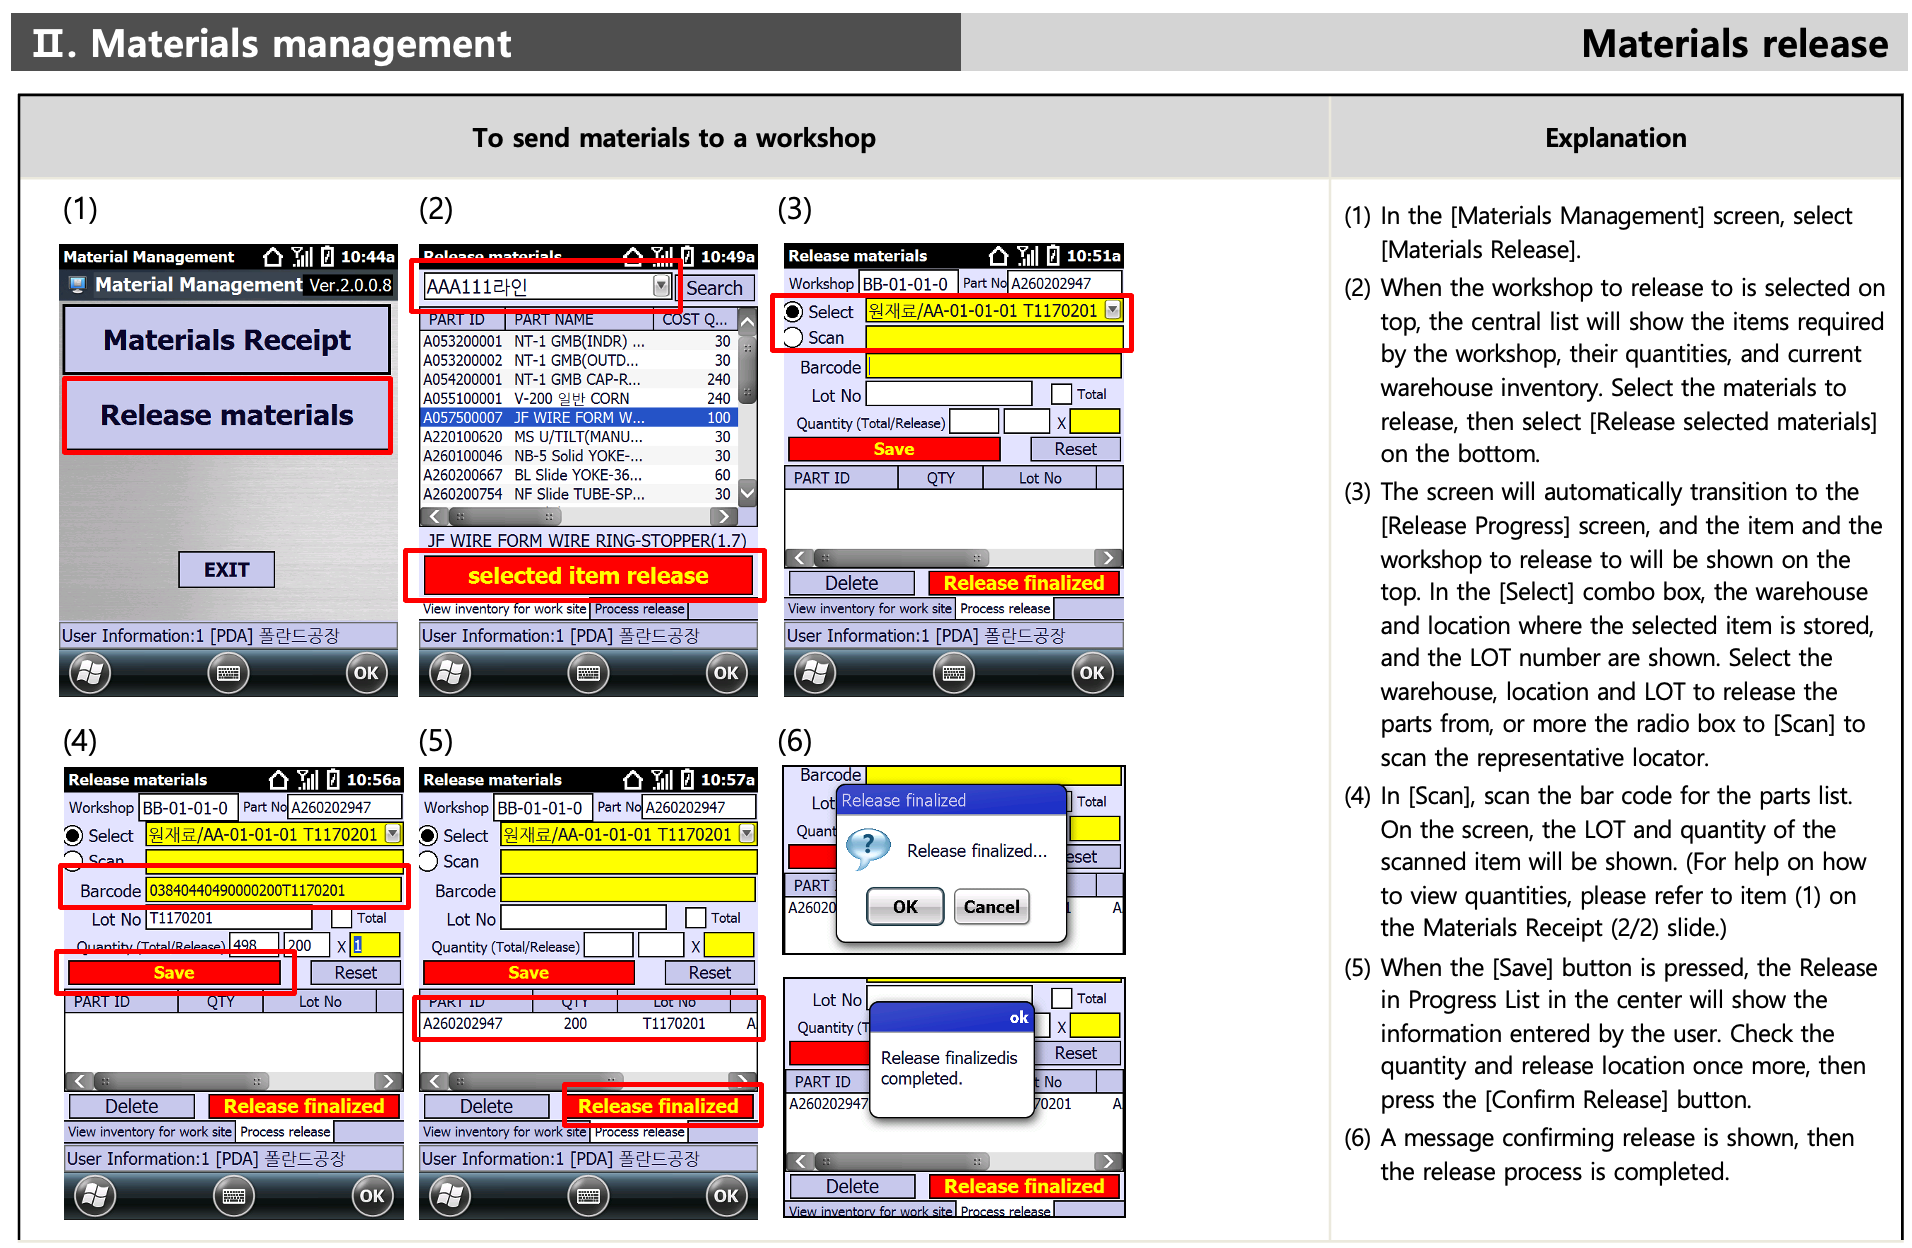 Ⅱ. Materials management
Materials release
To send materials to a workshop
Explanation
(1)
Material Management 10:44a
Material Management Ver.2.0.0.8
Materials Receipt
Release materials
EXIT
User Information:1 [PDA] 폴란드공장
OK
(2)
Release materials 10:49a
AAA111라인 Search
PART ID PART NAME COST Q...
A053200001 NT-1 GMB(INDR) ... 30
A053200002 NT-1 GMB(OUTD... 30
A054200001 NT-1 GMB CAP-R... 240
A055100001 V-200 일반 CORN 240
A057500007 JF WIRE FORM W... 100
A220100620 MS U/TILT(MANU... 30
A260100046 NB-5 Solid YOKE-... 30
A260200667 BL Slide YOKE-36... 60
A260200754 NF Slide TUBE-SP... 30
JF WIRE FORM WIRE RING-STOPPER(1.7)
selected item release
View inventory for work site Process release
User Information:1 [PDA] 폴란드공장
OK
(3)
Release materials 10:51a
Workshop BB-01-01-0 Part No A260202947
Select 원재료/AA-01-01-01 T1170201
Scan
Barcode
Lot No Total
Quantity (Total/Release) X
Save Reset
PART ID QTY Lot No
Delete Release finalized
View inventory for work site Process release
User Information:1 [PDA] 폴란드공장
OK
(4)
Release materials 10:56a
Workshop BB-01-01-0 Part No A260202947
Select 원재료/AA-01-01-01 T1170201
Scan
Barcode 03840440490000200T1170201
Lot No T1170201 Total
Quantity (Total/Release) 498 200 X 1
Save Reset
PART ID QTY Lot No
Delete Release finalized
View inventory for work site Process release
User Information:1 [PDA] 폴란드공장
OK
(5)
Release materials 10:57a
Workshop BB-01-01-0 Part No A260202947
Select 원재료/AA-01-01-01 T1170201
Scan
Barcode
Lot No Total
Quantity (Total/Release) X
Save Reset
PART ID QTY Lot No
A260202947 200 T1170201 A
Delete Release finalized
View inventory for work site Process release
User Information:1 [PDA] 폴란드공장
OK
(6)
Barcode
Lot Total
Quant
eset
PART
A26020 1 A
Release finalized
Release finalized...
OK Cancel
Lot No Total
Quantity (T X
Reset
PART ID t No
A260202947 70201 A
ok
Release finalizedis
completed.
Delete Release finalized
View inventory for work site Process release
(1) In the [Materials Management] screen, select
[Materials Release].
(2) When the workshop to release to is selected on
top, the central list will show the items required
by the workshop, their quantities, and current
warehouse inventory. Select the materials to
release, then select [Release selected materials]
on the bottom.
(3) The screen will automatically transition to the
[Release Progress] screen, and the item and the
workshop to release to will be shown on the
top. In the [Select] combo box, the warehouse
and location where the selected item is stored,
and the LOT number are shown. Select the
warehouse, location and LOT to release the
parts from, or more the radio box to [Scan] to
scan the representative locator.
(4) In [Scan], scan the bar code for the parts list.
On the screen, the LOT and quantity of the
scanned item will be shown. (For help on how
to view quantities, please refer to item (1) on
the Materials Receipt (2/2) slide.)
(5) When the [Save] button is pressed, the Release
in Progress List in the center will show the
information entered by the user. Check the
quantity and release location once more, then
press the [Confirm Release] button.
(6) A message confirming release is shown, then
the release process is completed.